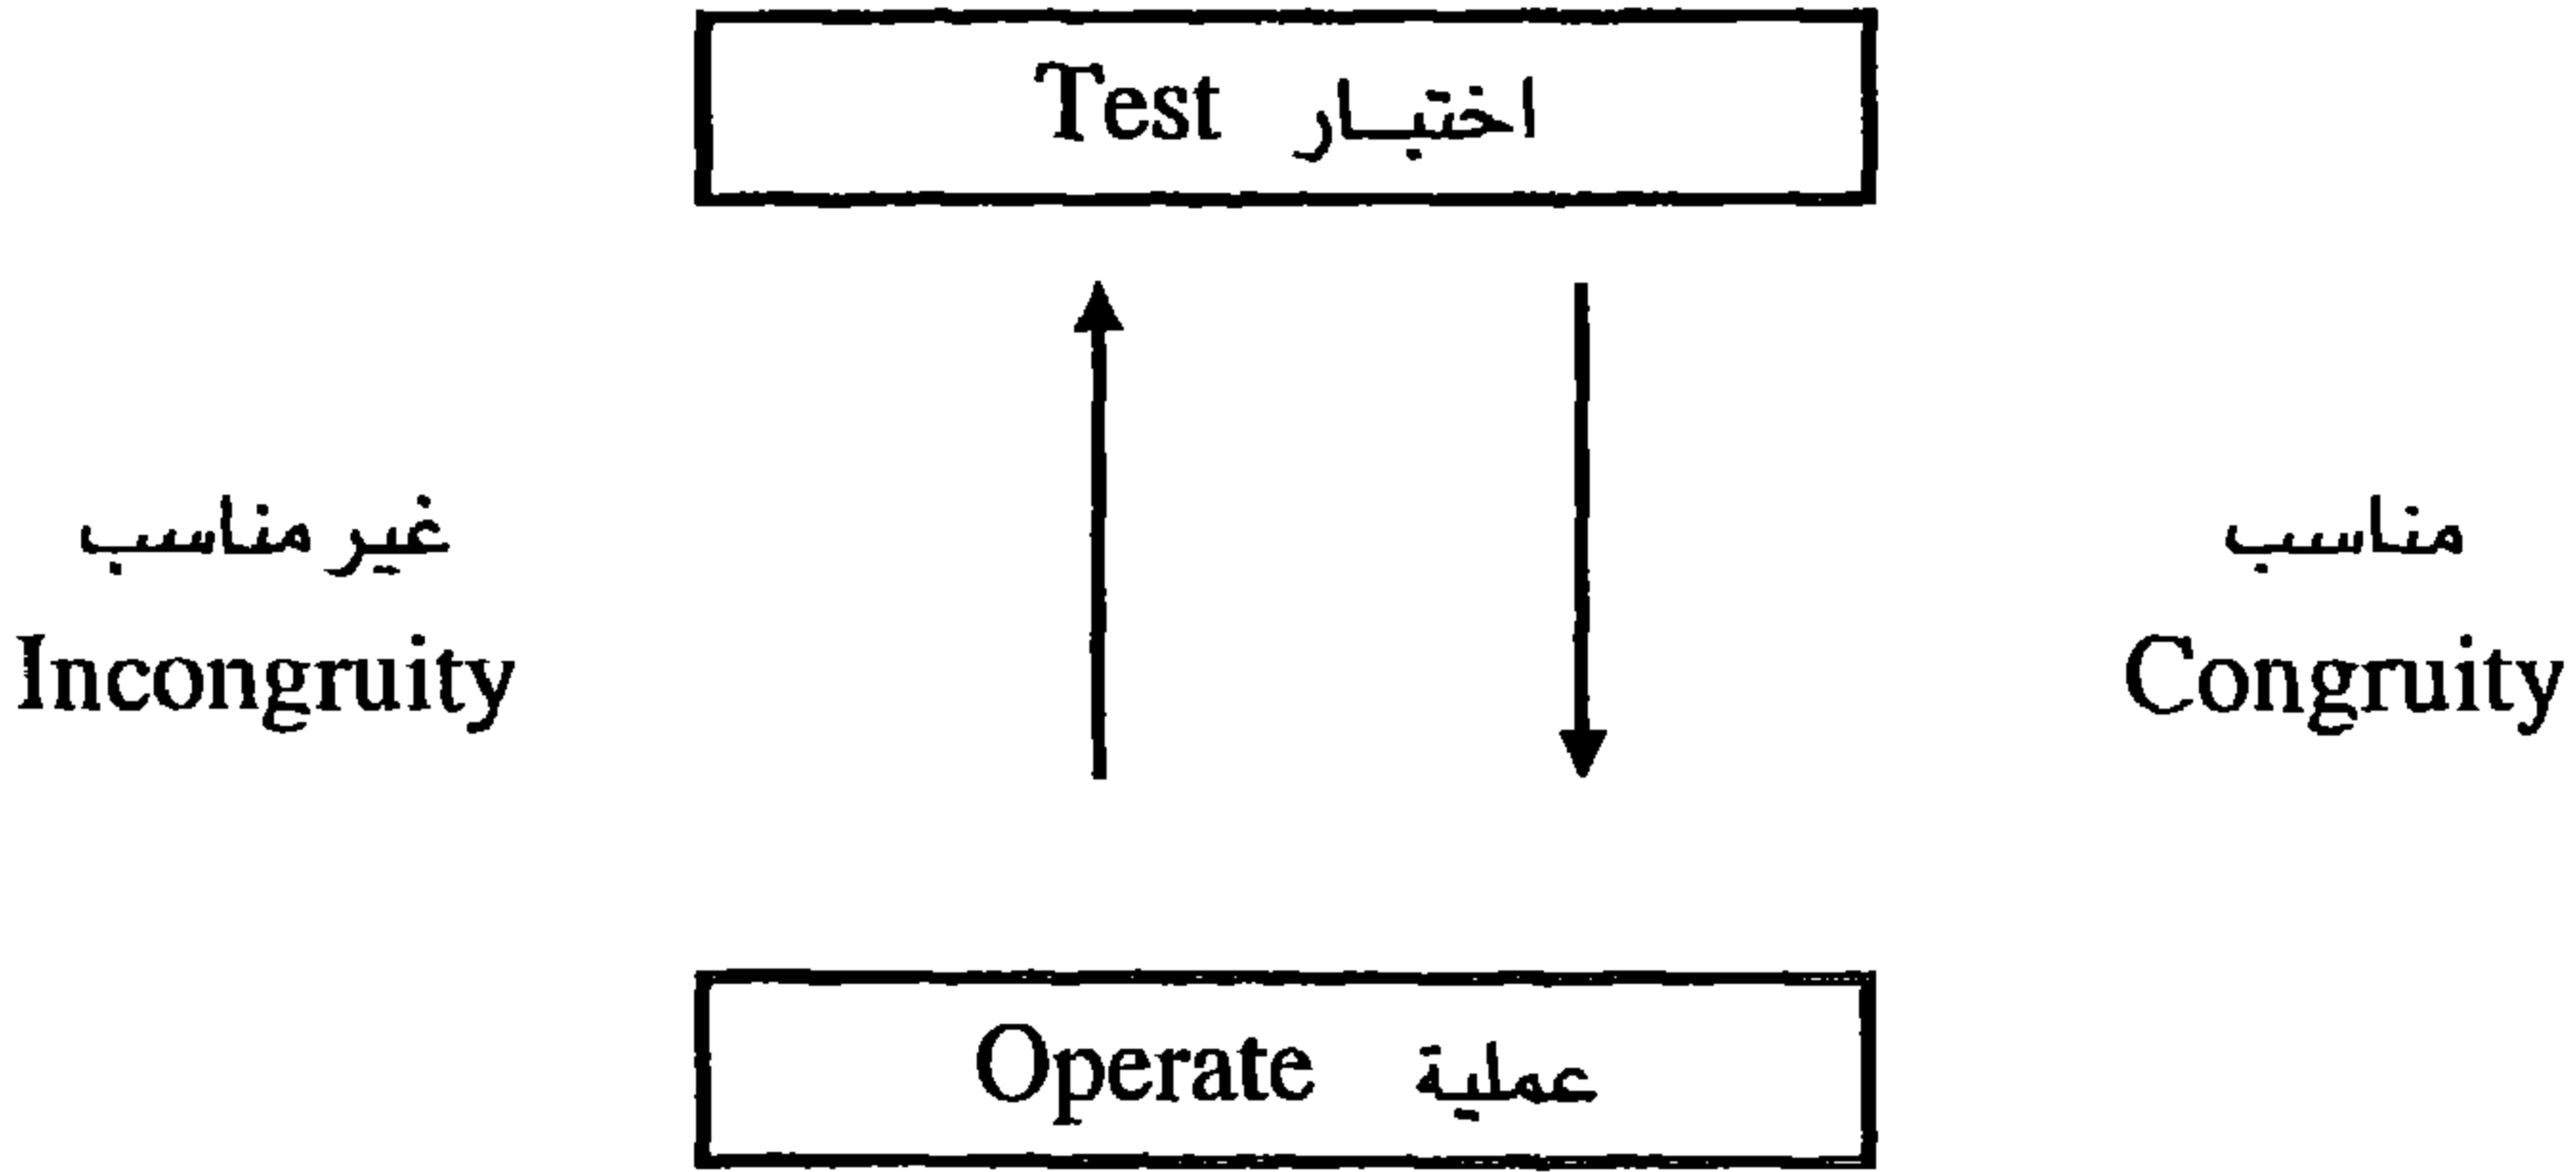 Test اختبار
غير مناسب
Incongruity
مناسب
Congruity
Operate عملية